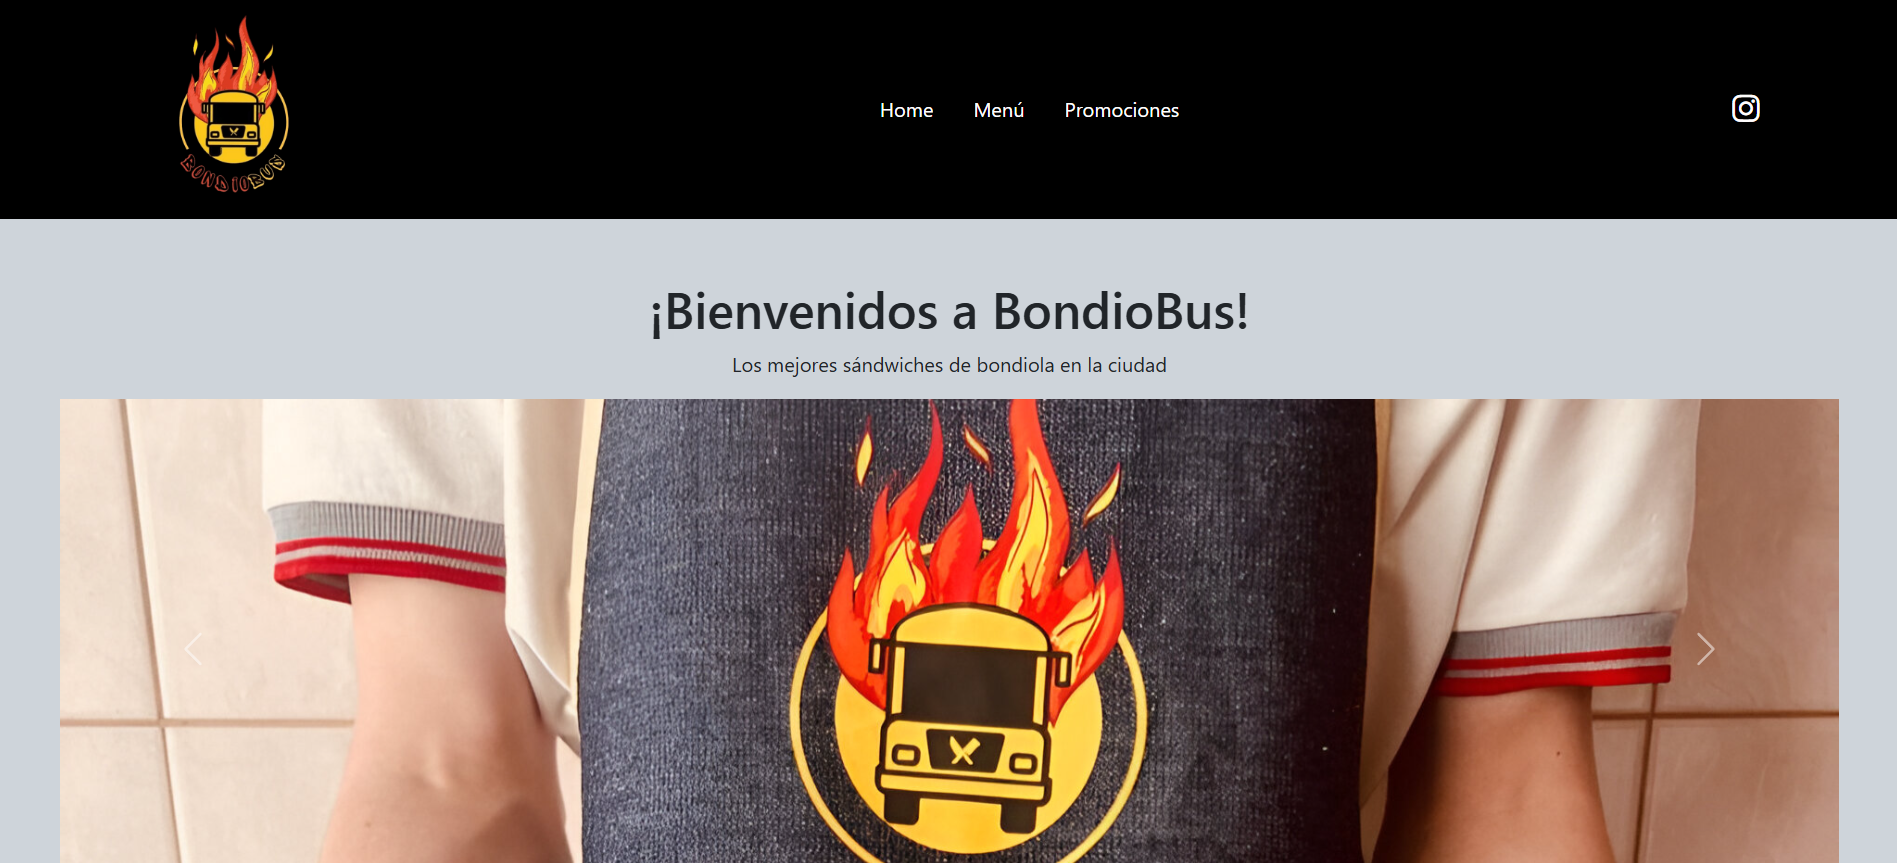 BONDIOBUS
Home Menú Promociones
¡Bienvenidos a BondioBus!
Los mejores sándwiches de bondiola en la ciudad